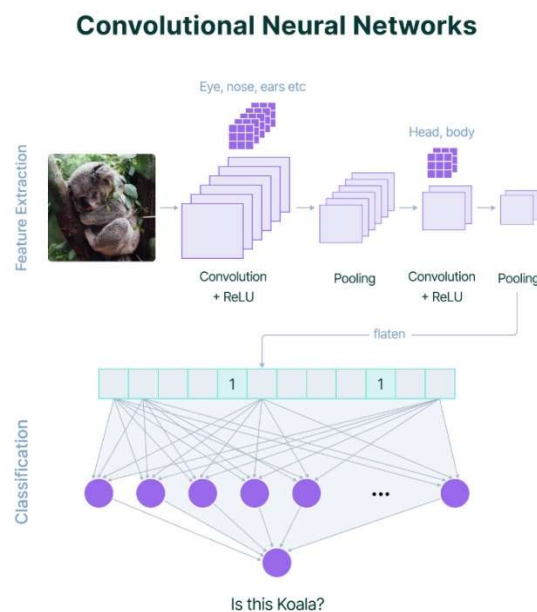 Convolutional Neural Networks
Eye, nose, ears etc
Head, body
Feature Extraction
Convolution
+ ReLU
Pooling
Convolution
+ ReLU
Pooling
flaten
1 1
Classification
...
Is this Koala?